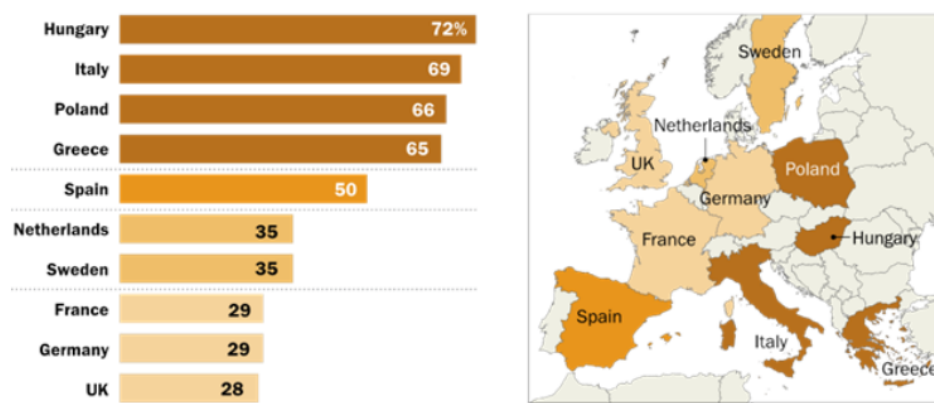 Hungary 72%
Italy 69
Poland 66
Greece 65
Spain 50
Netherlands 35
Sweden 35
France 29
Germany 29
UK 28
Sweden
Netherlands
UK
Poland
Germany
France
Hungary
Spain
Italy
Greece